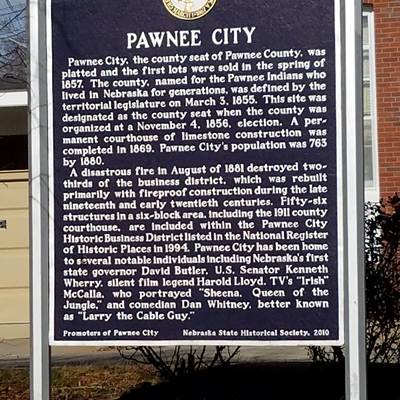 PAWNEE CITY
Pawnee City, the county seat of Pawnee County, was
platted and the first lots were sold in the spring of
1857. The county, named for the Pawnee Indians who
lived in Nebraska for generations, was defined by the
territorial legislature on March 3, 1855. This site was
designated as the county seat when the county was
organized at a November 4, 1856, election. A per-
manent courthouse of limestone construction was
completed in 1869. Pawnee City's population was 763
by 1880.
A disastrous fire in August of 1881 destroyed two-
thirds of the business district, which was rebuilt
primarily with fireproof construction during the late
nineteenth and early twentieth centuries. Fifty-six
structures in a six-block area, including the 1911 county
courthouse, are included within the Pawnee City
Historic Business District listed in the National Register
of Historic Places in 1994. Pawnee City has been home
to several notable individuals including Nebraska's first
state governor David Butler, U.S. Senator Kenneth
Wherry, silent film legend Harold Lloyd, TV's "Irish"
McCalla, who portrayed "Sheena, Queen of the
Jungle," and comedian Dan Whitney, better known
as "Larry the Cable Guy."
Promoters of Pawnee City Nebraska State Historical Society, 2010